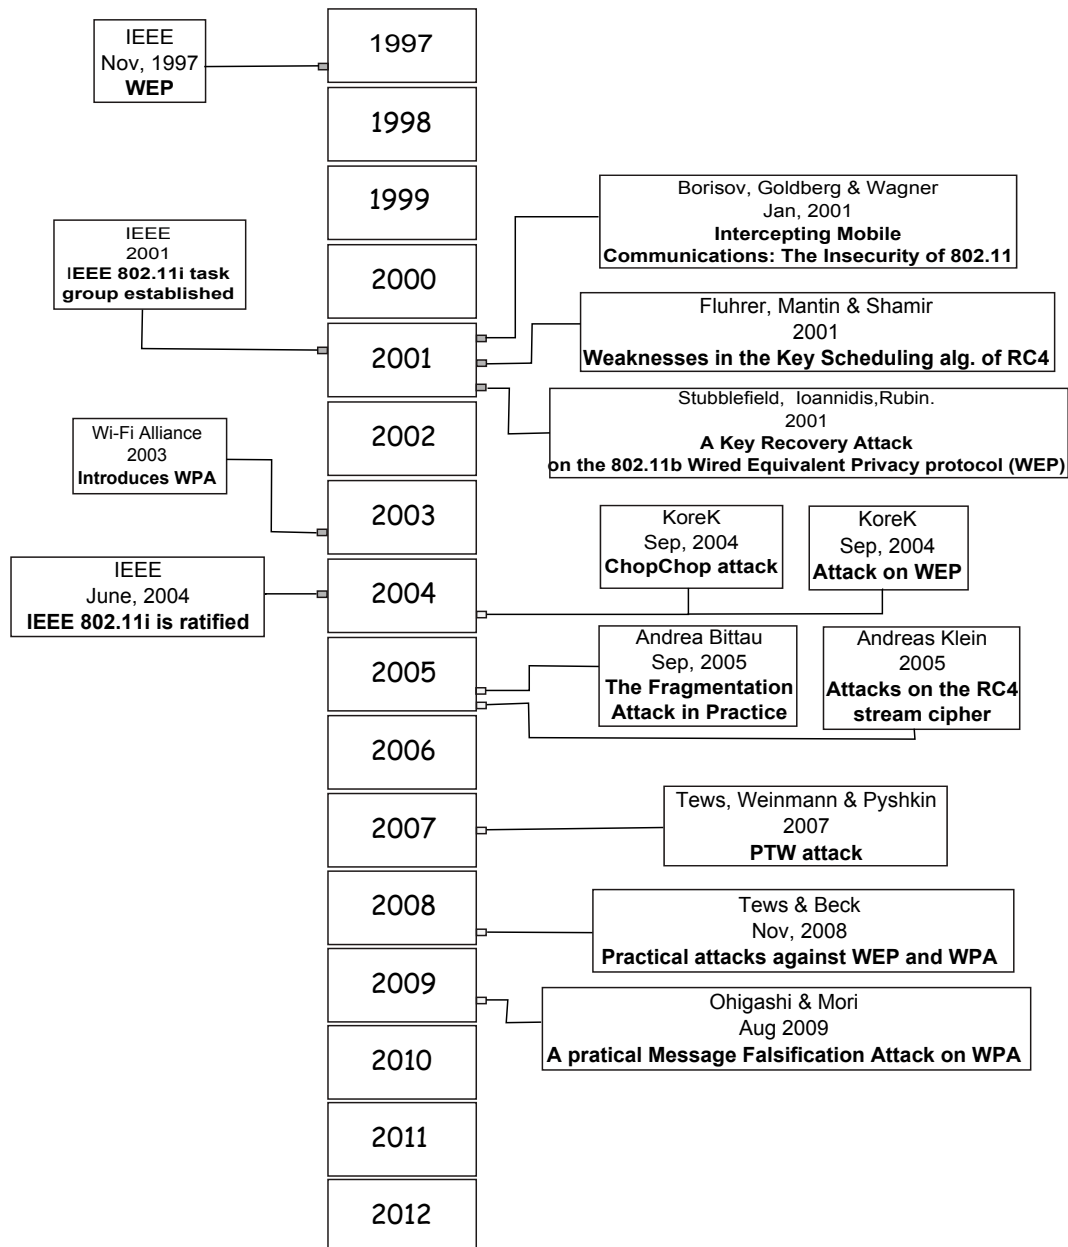 IEEE
Nov, 1997
WEP
1997
1998
1999
Borisov, Goldberg & Wagner
Jan, 2001
Intercepting Mobile
Communications: The Insecurity of 802.11
IEEE
2001
IEEE 802.11i task
group established
2000
Fluhrer, Mantin & Shamir
2001
Weaknesses in the Key Scheduling alg. of RC4
2001
Stubblefield, Ioannidis,Rubin.
2001
A Key Recovery Attack
on the 802.11b Wired Equivalent Privacy protocol (WEP)
2002
Wi-Fi Alliance
2003
Introduces WPA
2003
KoreK
Sep, 2004
ChopChop attack
KoreK
Sep, 2004
Attack on WEP
IEEE
June, 2004
IEEE 802.11i is ratified
2004
Andrea Bittau
Sep, 2005
The Fragmentation
Attack in Practice
Andreas Klein
2005
Attacks on the RC4
stream cipher
2005
2006
Tews, Weinmann & Pyshkin
2007
PTW attack
2007
2008
Tews & Beck
Nov, 2008
Practical attacks against WEP and WPA
2009
Ohigashi & Mori
Aug 2009
A pratical Message Falsification Attack on WPA
2010
2011
2012